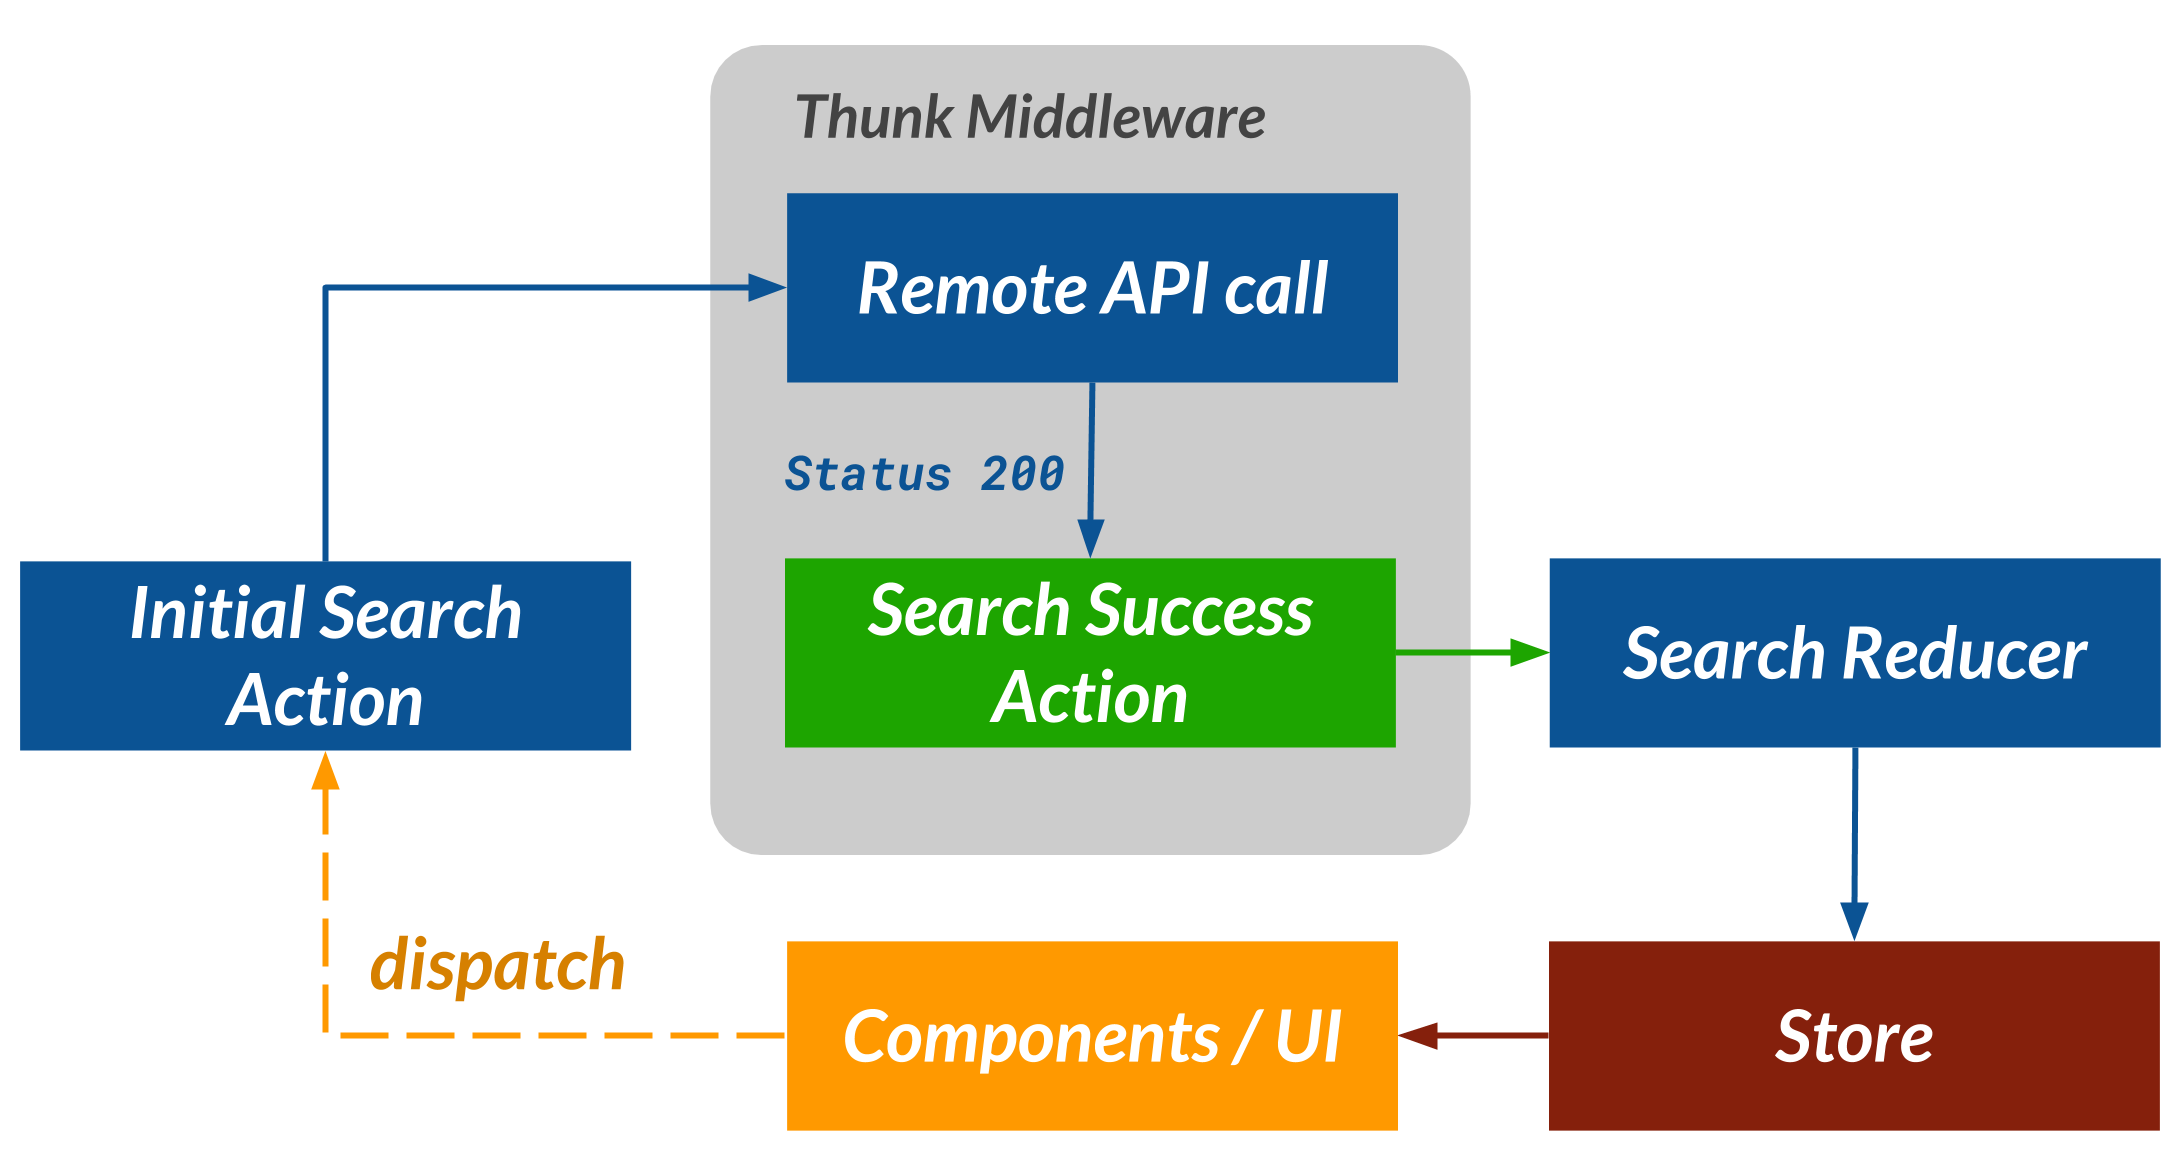 Thunk Middleware
Remote API call
Status 200
Initial Search
Action
Search Success
Action
Search Reducer
dispatch
Components / UI
Store